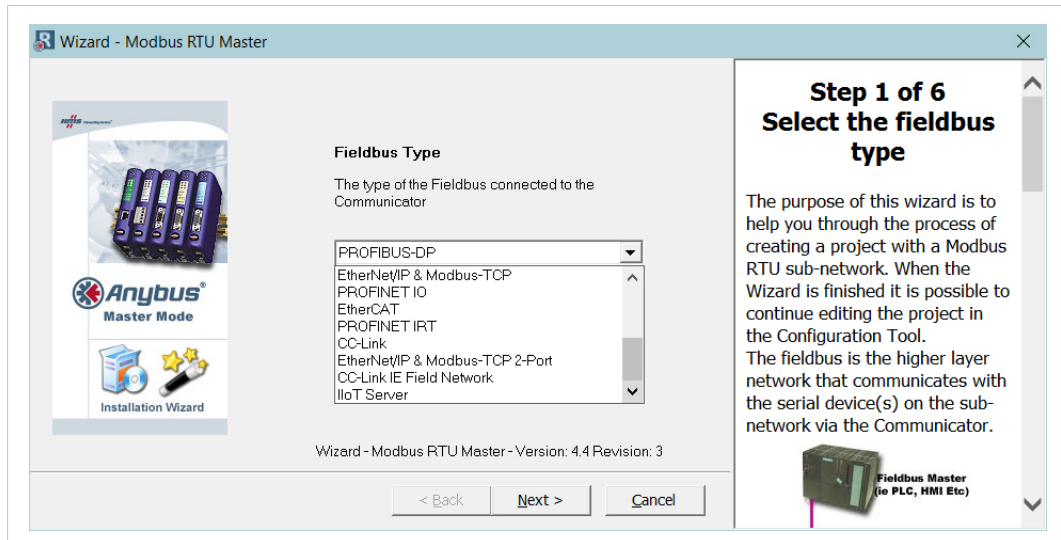 Wizard - Modbus RTU Master
HMS
Anybus®
Master Mode
Installation Wizard
Fieldbus Type
The type of the Fieldbus connected to the
Communicator
PROFIBUS-DP
EtherNet/IP & Modbus-TCP
PROFINET IO
EtherCAT
PROFINET IRT
CC-Link
EtherNet/IP & Modbus-TCP 2-Port
CC-Link IE Field Network
IIoT Server
Wizard - Modbus RTU Master - Version: 4.4 Revision: 3
< Back
Next >
Cancel
Step 1 of 6
Select the fieldbus
type
The purpose of this wizard is to
help you through the process of
creating a project with a Modbus
RTU sub-network. When the
Wizard is finished it is possible to
continue editing the project in
the Configuration Tool.
The fieldbus is the higher layer
network that communicates with
the serial device(s) on the sub-
network via the Communicator.
Fieldbus Master
(ie PLC, HMI Etc)